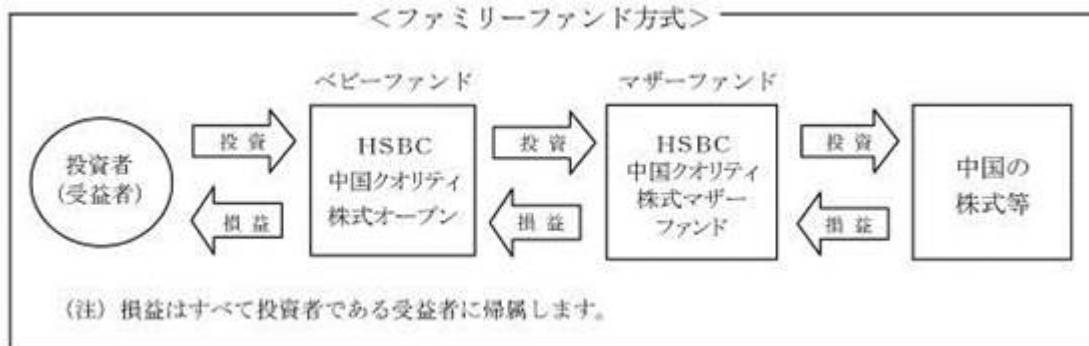 ＜ファミリーファンド方式＞
ベビーファンド
マザーファンド
投資者
(受益者)
投 資
損 益
HSBC
中国クオリティ
株式オープン
投 資
損 益
HSBC
中国クオリティ
株式マザー
ファンド
投 資
損 益
中国の
株式等
（注）損益はすべて投資者である受益者に帰属します。